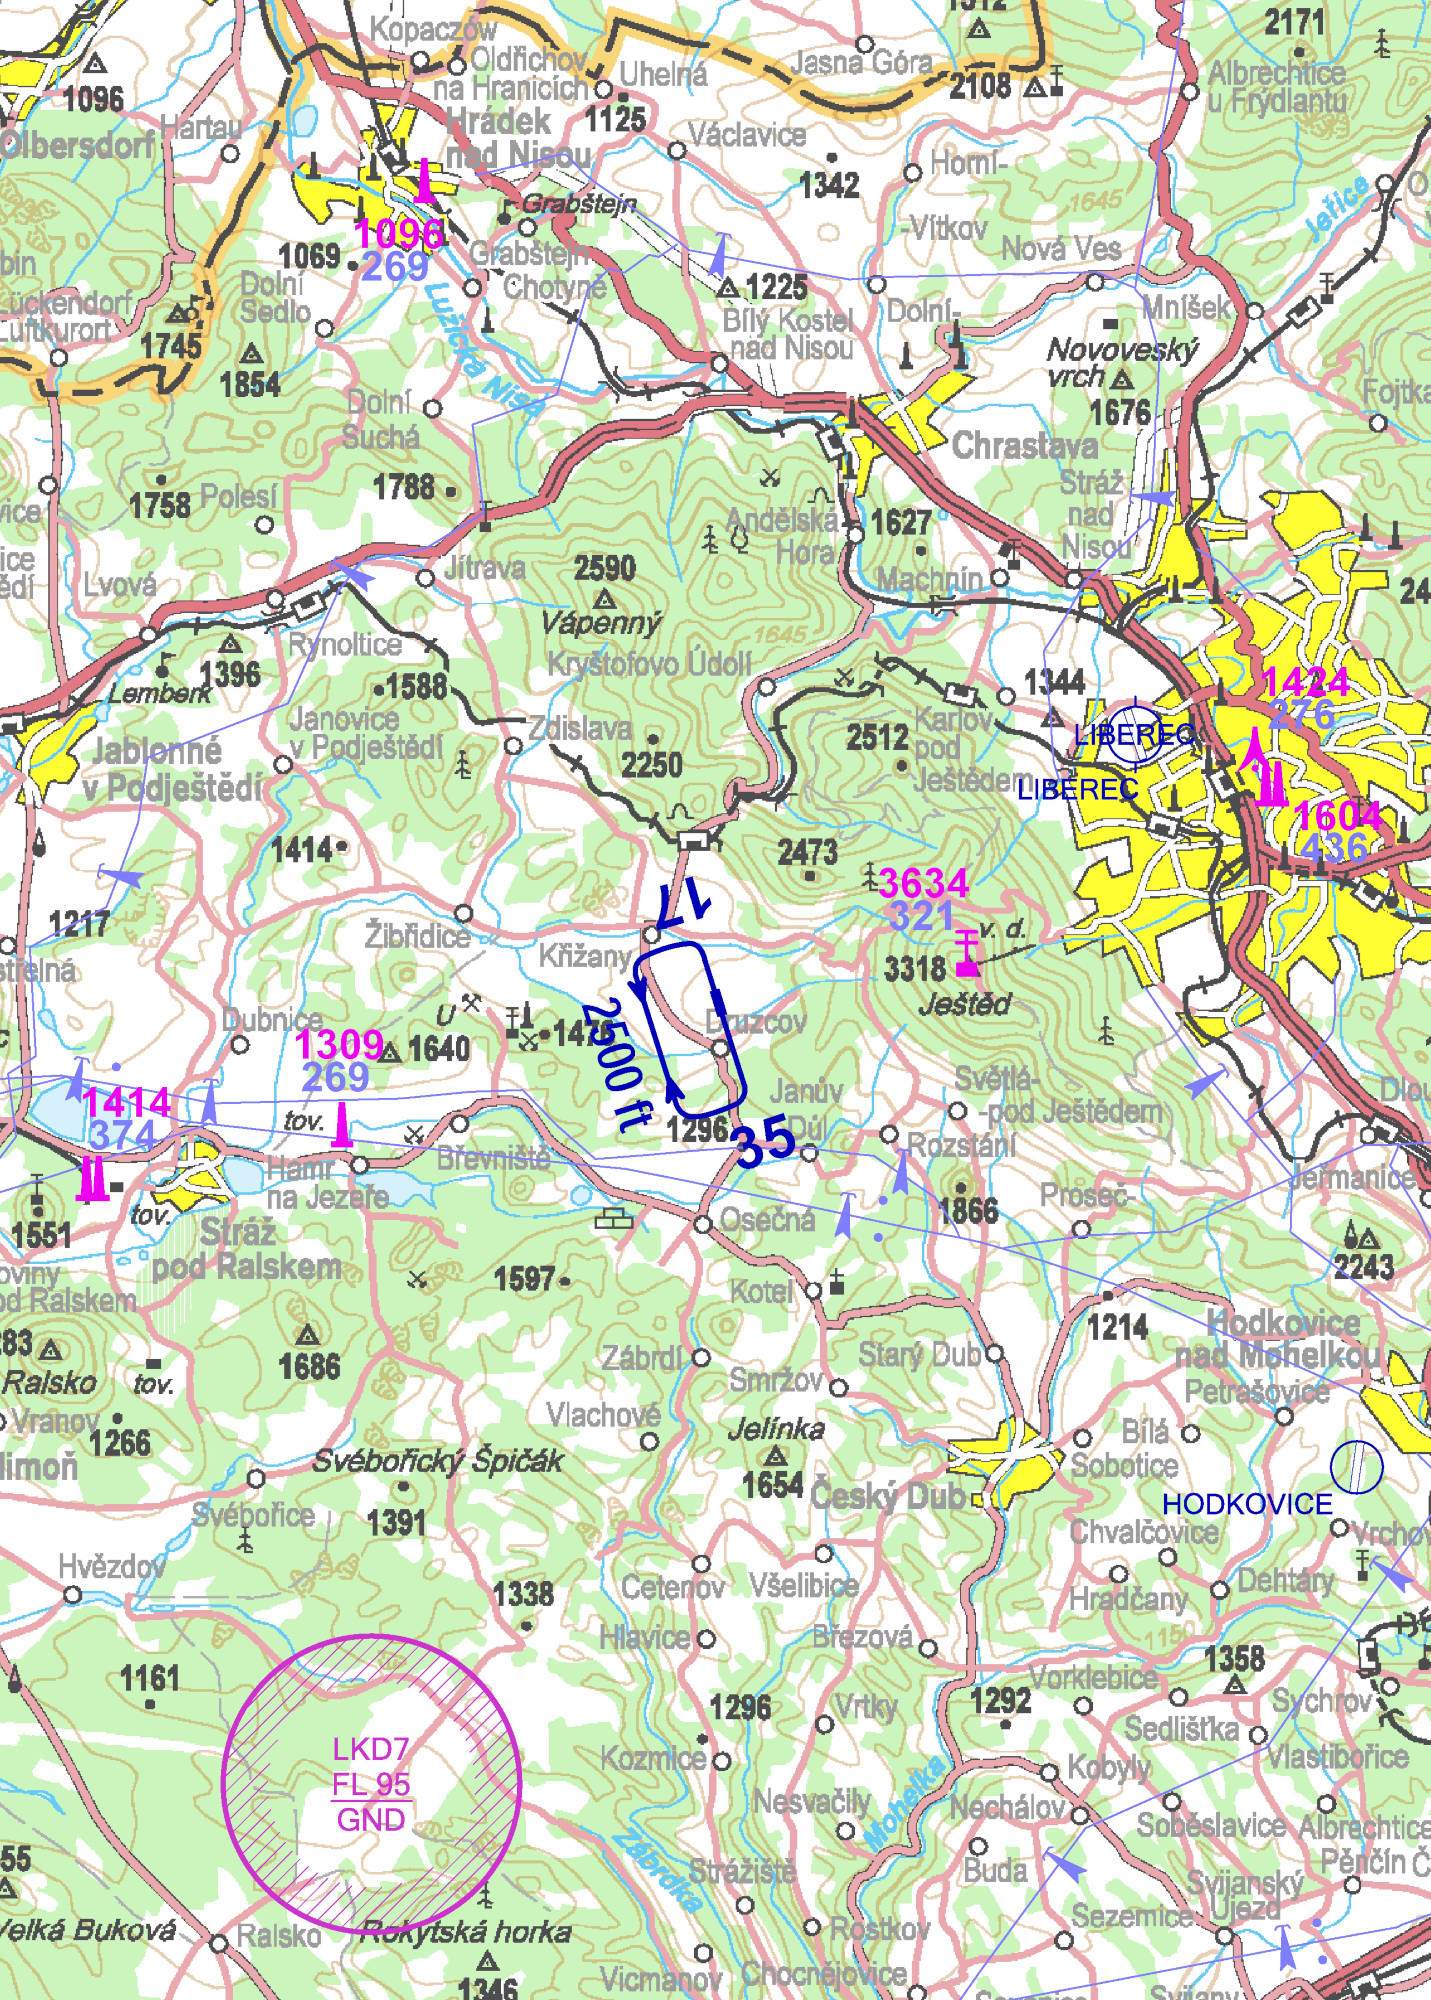 1312
2171
Kopaczów
Oldřichov
na Hranicích
Uhelná
Jasna Góra
2108
Albrechtice
u Frýdlantu
1096
1125
Hrádek
nad Nisou
Václavice
Olbersdorf
Hartau
1342
Horní-
-Vítkov
1645
Jeřice
Grabštejn
1096
269
1069
Grabštejn
Chotyně
Dolní
Sedlo
Nová Ves
1225
Bílý Kostel
nad Nisou
Dolní-
Mníšek
Lückendorf
Luftkurort
1745
1854
Lužická Nisa
Novoveský
vrch
1676
Fojtka
Dolní
Suchá
Chrastava
1758
Polesí
1788
Stráž
nad
Nisou
Andělská
Hora
1627
Machnín
Lvová
Jítrava
2590
Vápenný
1645
Rynoltice
1396
Lemberk
1588
Kryštofovo Údolí
1344
1424
276
Janovice
v Podještědí
Zdislava
2250
2512
Karlov
pod
Ještědem
LIBEREC
LIBEREC
Jablonné
v Podještědí
1604
436
1414
2473
3634
321
v. d.
3318
Ještěd
1217
Žibřidice
17
Křižany
2500 ft
Dubnice
U
1640
1309
269
Druzcov
1414
374
tov.
1296
35
Janův
Důl
Světlá-
-pod Ještědem
Rozstání
Břevniště
Hamr
na Jezeře
tov.
1551
Stráž
pod Ralskem
Osečná
1866
Proseč-
Jeřmanice
2243
pod Ralskem
1597
Kotel
1214
Hodkovice
nad Mohelkou
1686
Ralsko
tov.
Zábrdí
Smržov
Starý Dub
Petrašovice
Vranov
1266
Vlachové
Jelínka
1654
Bílá
Sobotice
Svébořický Špičák
1391
Svébořice
Český Dub
HODKOVICE
Chvalčovice
Hvězdov
Cetenov
Všelibice
Hradčany
Dehtáry
1338
Hlavice
Březová
1150
1161
1358
Vorklebice
1296
Vrtky
1292
Sedlišťka
Sychrov
LKD7
FL 95
GND
Kozmice
Kobyly
Vlastibořice
Nesvačily
Mohelka
Nechálov
Soběslavice
Albrechtice
Pěnčín
Buda
Zábrdka
Strážiště
Svijanský
Újezd
Velká Buková
Ralsko
Rokytská horka
Rostkov
Sezemice
1346
Vicmanov
Chocnějovice
Svijany